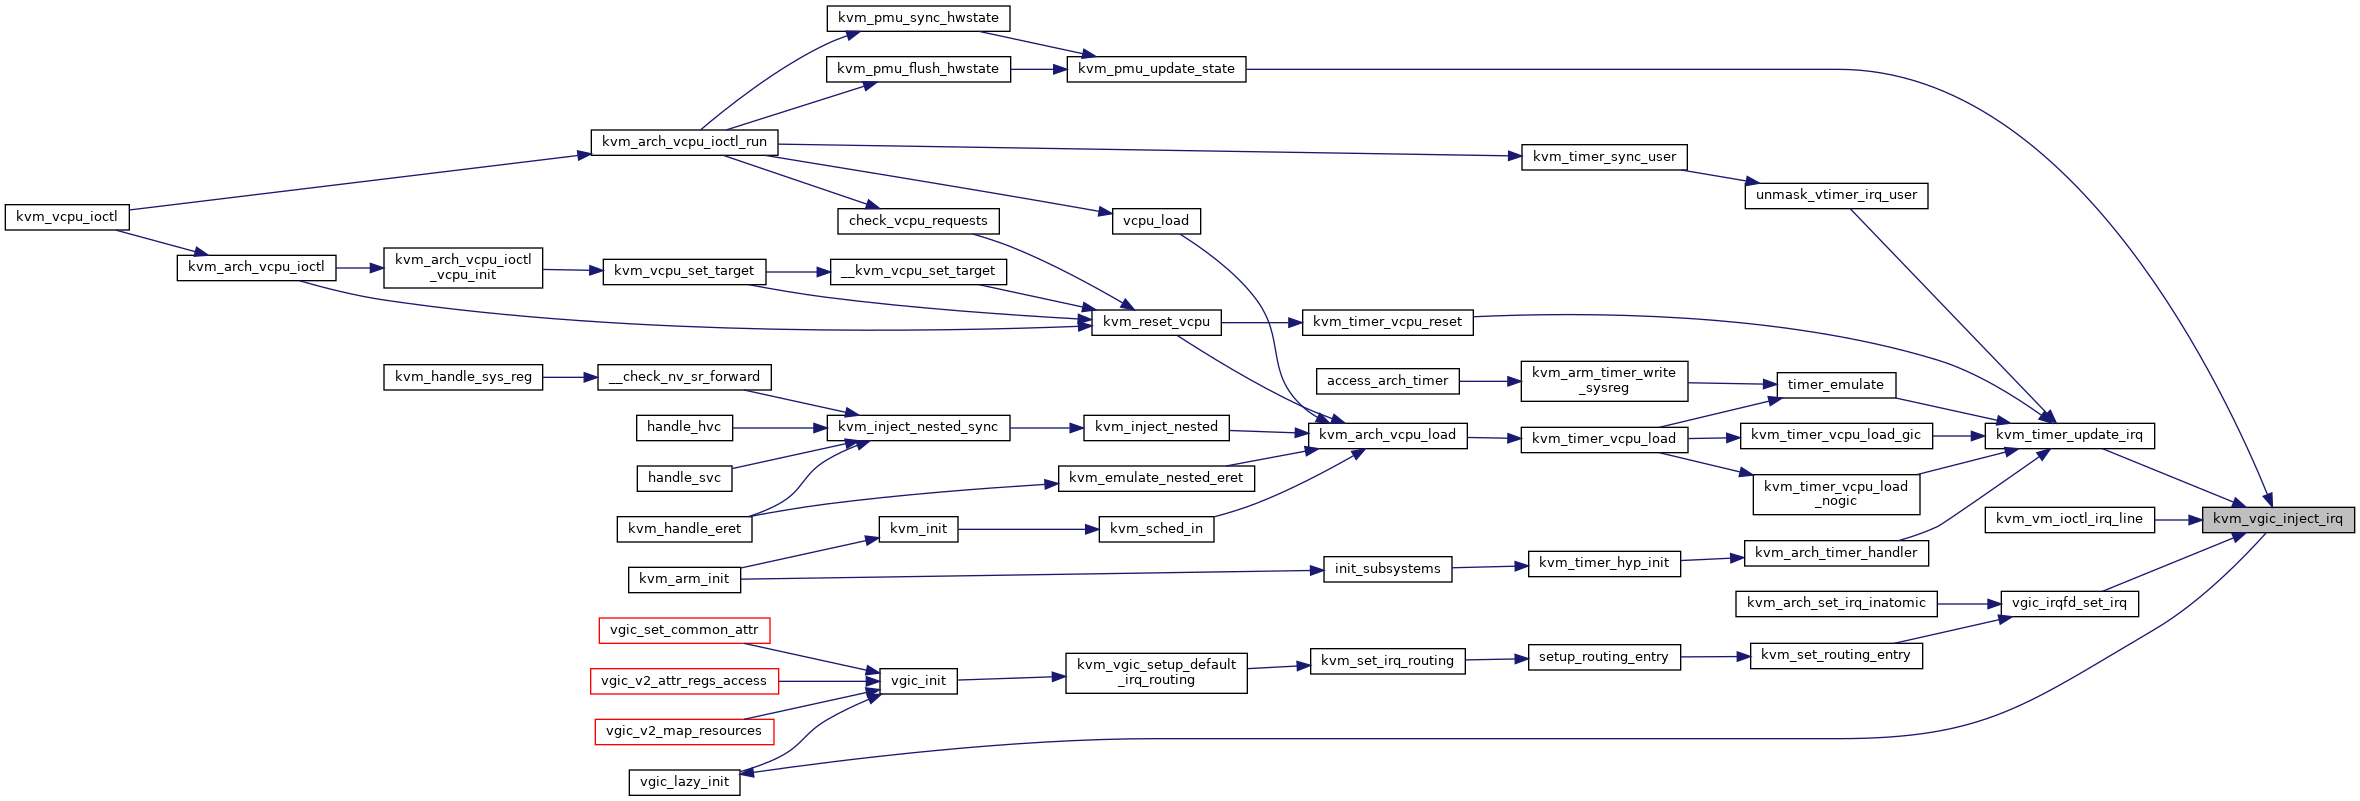 kvm_pmu_sync_hwstate
kvm_pmu_flush_hwstate
kvm_pmu_update_state
kvm_arch_vcpu_ioctl_run
kvm_timer_sync_user
unmask_vtimer_irq_user
kvm_vcpu_ioctl
check_vcpu_requests
vcpu_load
kvm_arch_vcpu_ioctl
kvm_arch_vcpu_ioctl
_vcpu_init
kvm_vcpu_set_target
__kvm_vcpu_set_target
kvm_reset_vcpu
kvm_timer_vcpu_reset
kvm_handle_sys_reg
__check_nv_sr_forward
access_arch_timer
kvm_arm_timer_write
_sysreg
timer_emulate
handle_hvc
kvm_inject_nested_sync
kvm_inject_nested
kvm_arch_vcpu_load
kvm_timer_vcpu_load
kvm_timer_vcpu_load_gic
kvm_timer_update_irq
handle_svc
kvm_emulate_nested_eret
kvm_timer_vcpu_load
_nogic
kvm_handle_eret
kvm_init
kvm_sched_in
kvm_vm_ioctl_irq_line
kvm_vgic_inject_irq
kvm_arm_init
init_subsystems
kvm_timer_hyp_init
kvm_arch_timer_handler
kvm_arch_set_irq_inatomic
vgic_irqfd_set_irq
vgic_set_common_attr
vgic_v2_attr_regs_access
vgic_init
kvm_vgic_setup_default
_irq_routing
kvm_set_irq_routing
setup_routing_entry
kvm_set_routing_entry
vgic_v2_map_resources
vgic_lazy_init